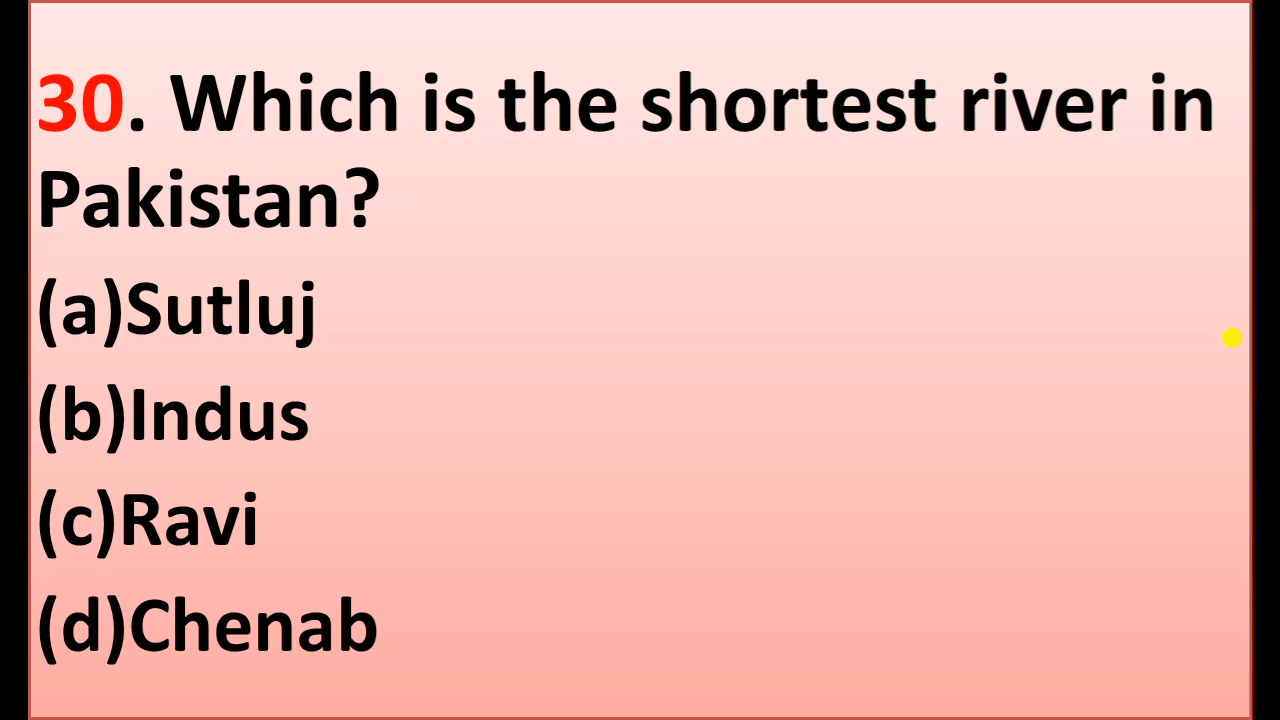 30. Which is the shortest river in
Pakistan?
(a)Sutluj
(b)Indus
(c)Ravi
(d)Chenab